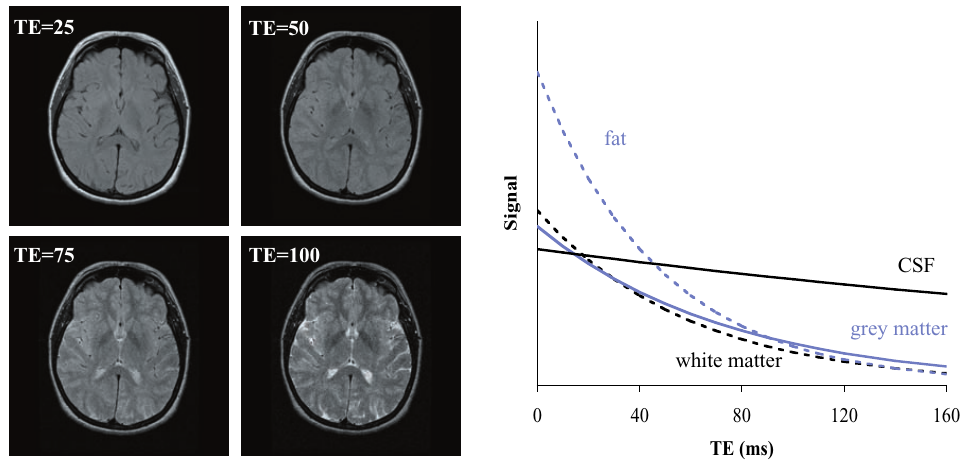 TE=25
TE=50
TE=75
TE=100
Signal
fat
CSF
grey matter
white matter
0 40 80 120 160
TE (ms)